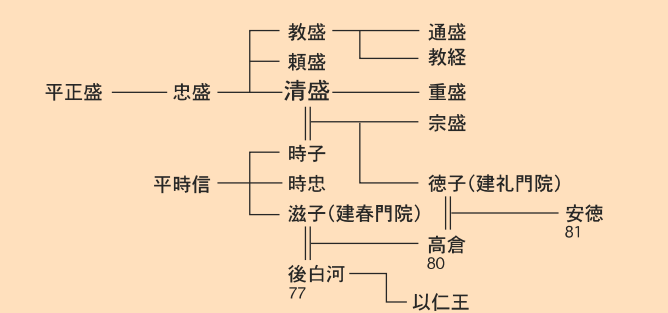 教盛
通盛
頼盛
教経
平正盛
忠盛
清盛
重盛
宗盛
時子
平時信
時忠
徳子(建礼門院)
滋子(建春門院)
安徳
81
高倉
80
後白河
77
以仁王